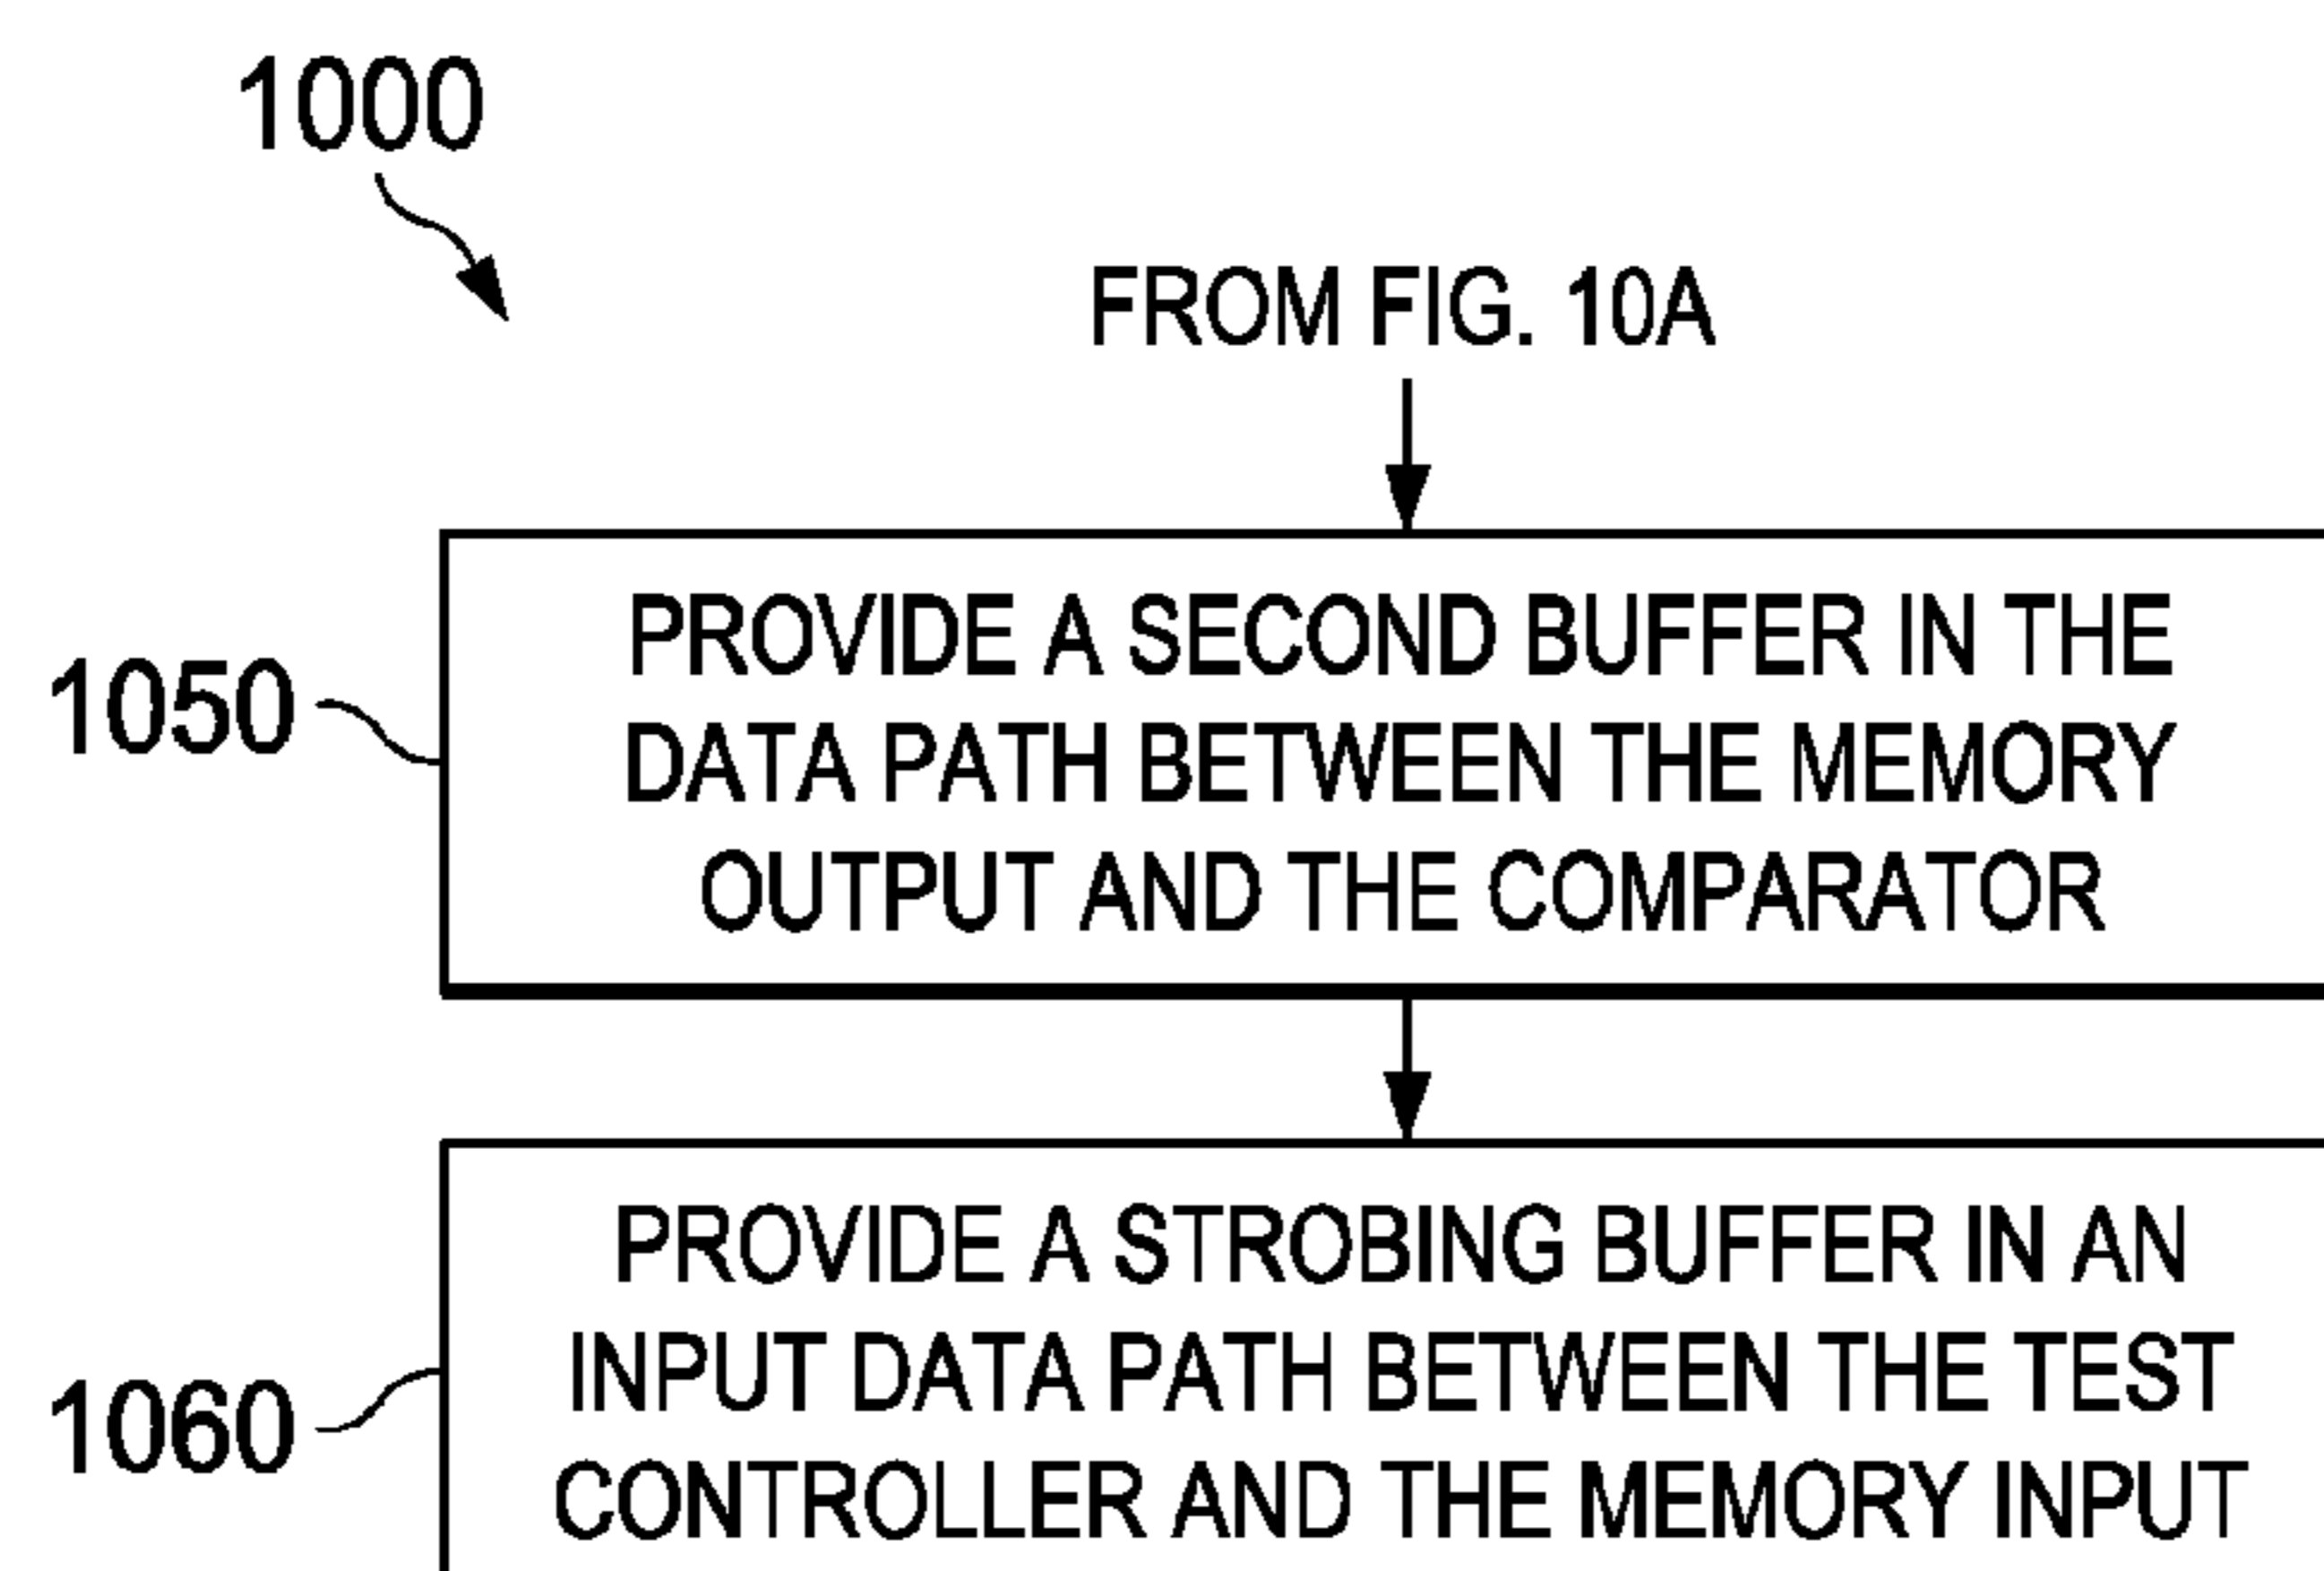 1000
FROM FIG. 10A
1050
PROVIDE A SECOND BUFFER IN THE
DATA PATH BETWEEN THE MEMORY
OUTPUT AND THE COMPARATOR
1060
PROVIDE A STROBING BUFFER IN AN
INPUT DATA PATH BETWEEN THE TEST
CONTROLLER AND THE MEMORY INPUT